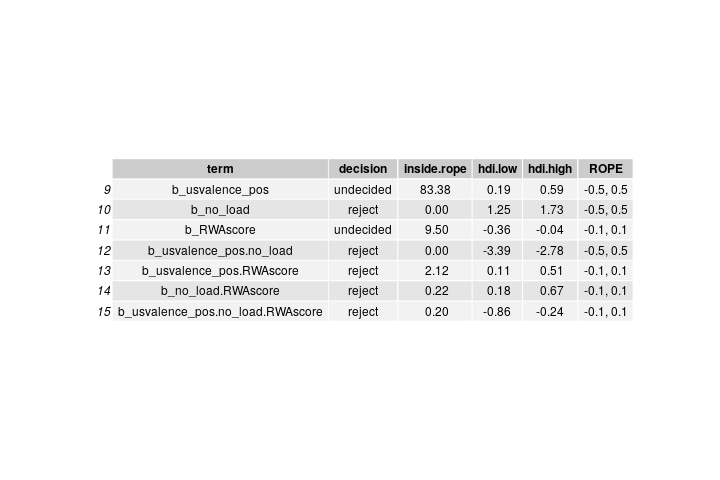 term decision inside.rope hdi.low hdi.high ROPE
9 b_usvalence_pos undecided 83.38 0.19 0.59 -0.5, 0.5
10 b_no_load reject 0.00 1.25 1.73 -0.5, 0.5
11 b_RWAscore undecided 9.50 -0.36 -0.04 -0.1, 0.1
12 b_usvalence_pos.no_load reject 0.00 -3.39 -2.78 -0.5, 0.5
13 b_usvalence_pos.RWAscore reject 2.12 0.11 0.51 -0.1, 0.1
14 b_no_load.RWAscore reject 0.22 0.18 0.67 -0.1, 0.1
15 b_usvalence_pos.no_load.RWAscore reject 0.20 -0.86 -0.24 -0.1, 0.1